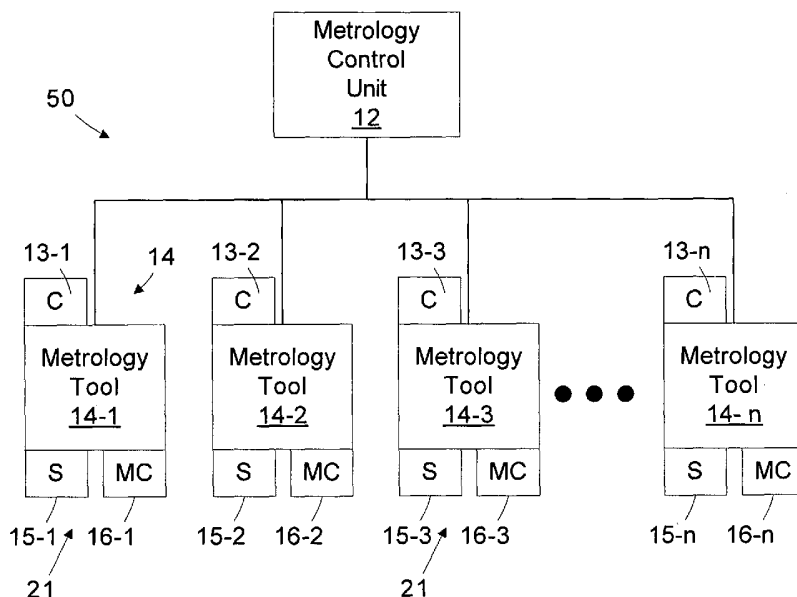 Metrology
Control
Unit
12
50
13-1
14
13-2
13-3
13-n
C
C
C
C
Metrology
Tool
14-1
Metrology
Tool
14-2
Metrology
Tool
14-3
Metrology
Tool
14- n
S
MC
S
MC
S
MC
S
MC
15-1
16-1
15-2
16-2
15-3
16-3
15-n
16-n
21
21